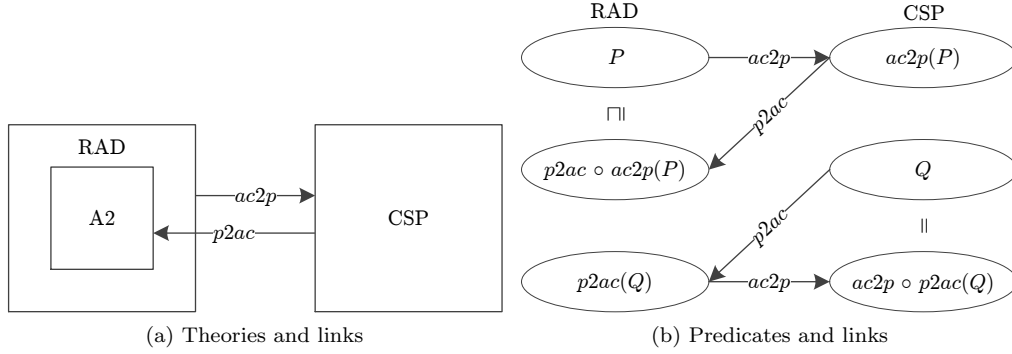 RAD
A2
ac2p
p2ac
CSP
(a) Theories and links
RAD
CSP
P
ac2p
ac2p(P)
⊓=
p2ac
p2ac ∘ ac2p(P)
Q
p2ac
=
p2ac(Q)
ac2p
ac2p ∘ p2ac(Q)
(b) Predicates and links